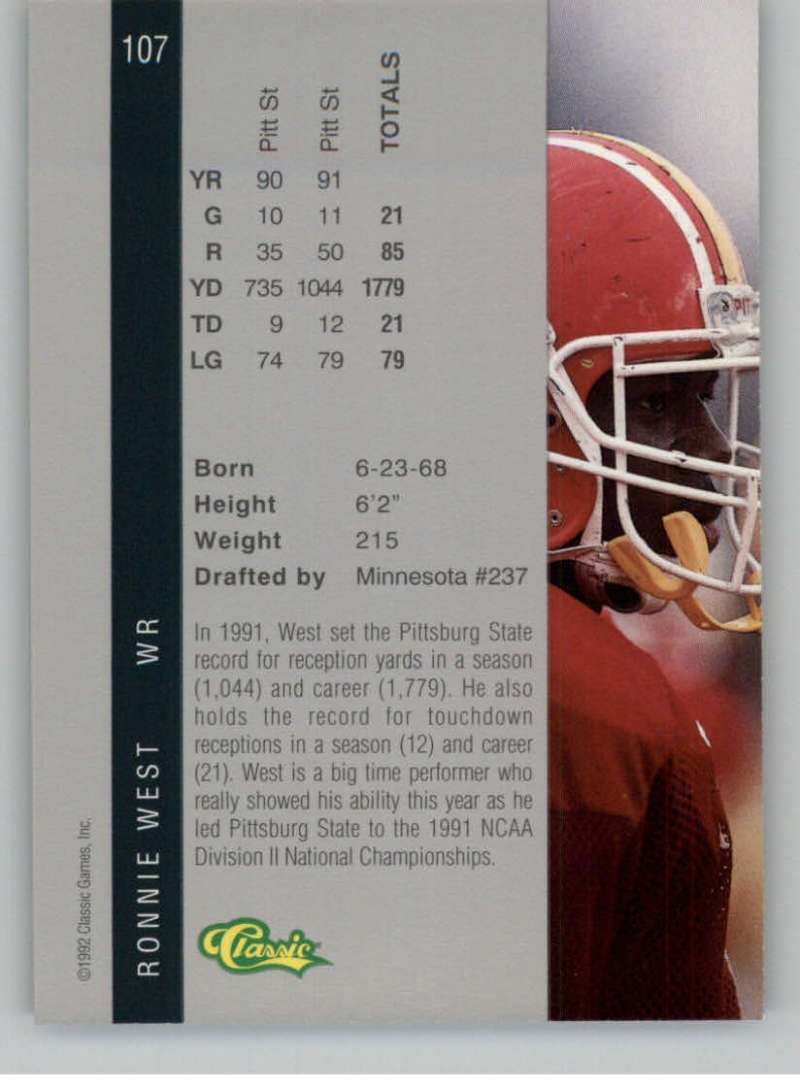 107
Pitt St Pitt St TOTALS
YR 90 91
G 10 11 21
R 35 50 85
YD 735 1044 1779
TD 9 12 21
LG 74 79 79
Born 6-23-68
Height 6'2"
Weight 215
Drafted by Minnesota #237
In 1991, West set the Pittsburg State
record for reception yards in a season
(1,044) and career (1,779). He also
holds the record for touchdown
receptions in a season (12) and career
(21). West is a big time performer who
really showed his ability this year as he
led Pittsburg State to the 1991 NCAA
Division II National Championships.
RONNIE WEST WR
©1992 Classic Games, Inc.
Classic
PIT